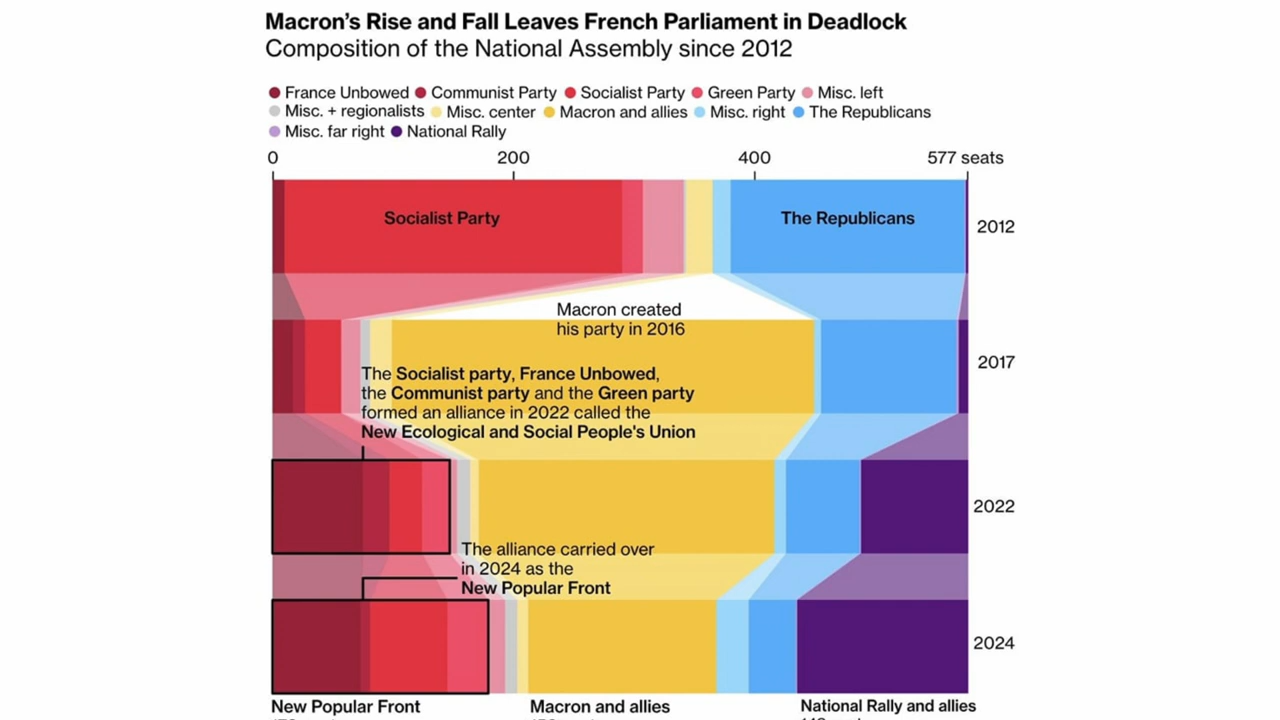 Macron's Rise and Fall Leaves French Parliament in Deadlock
Composition of the National Assembly since 2012
France Unbowed Communist Party Socialist Party Green Party Misc. left
Misc. + regionalists Misc. center Macron and allies Misc. right The Republicans
Misc. far right National Rally
0 200 400 577 seats
Socialist Party The Republicans 2012
Macron created
his party in 2016
2017
The Socialist party, France Unbowed,
the Communist party and the Green party
formed an alliance in 2022 called the
New Ecological and Social People's Union
2022
The alliance carried over
in 2024 as the
New Popular Front
2024
New Popular Front Macron and allies National Rally and allies